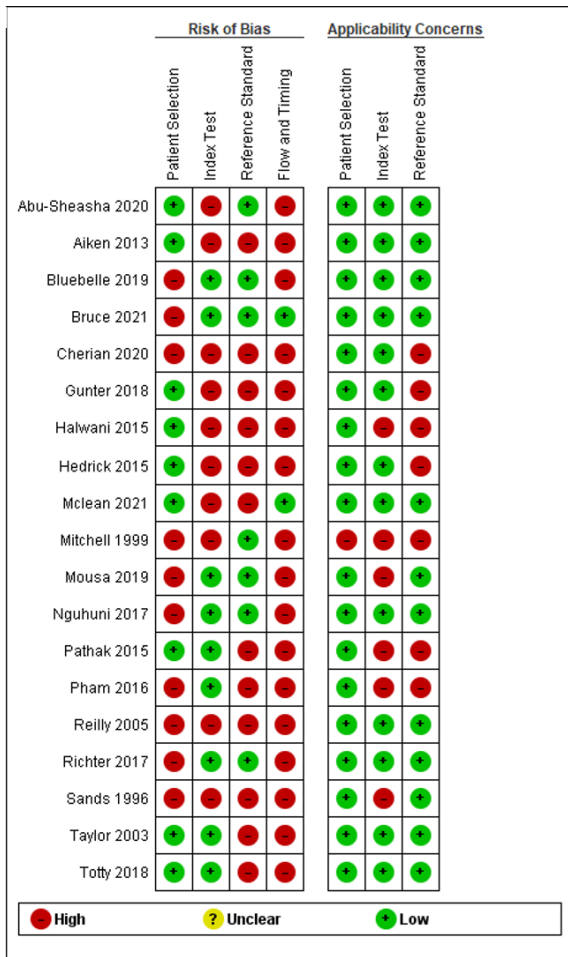 Risk of Bias Applicability Concerns
Patient Selection
Index Test
Reference Standard
Flow and Timing
Patient Selection
Index Test
Reference Standard
Abu-Sheasha 2020 + - + - + + +
Aiken 2013 + - - - + + +
Bluebelle 2019 - + + - + + +
Bruce 2021 - + + + + + +
Cherian 2020 - - - - + + -
Gunter 2018 + - - - + + -
Halwani 2015 + - - - + - -
Hedrick 2015 + - - - + + -
Mclean 2021 + - - + + + +
Mitchell 1999 - - + - - - -
Mousa 2019 - + + - + - +
Nguhuni 2017 - + + - + + +
Pathak 2015 + + - - + - -
Pham 2016 - + - - + - -
Reilly 2005 - - - - + + +
Richter 2017 - + + - + + +
Sands 1996 - - - - + - +
Taylor 2003 + + - - + + +
Totty 2018 + + - - + + +
- High ? Unclear + Low